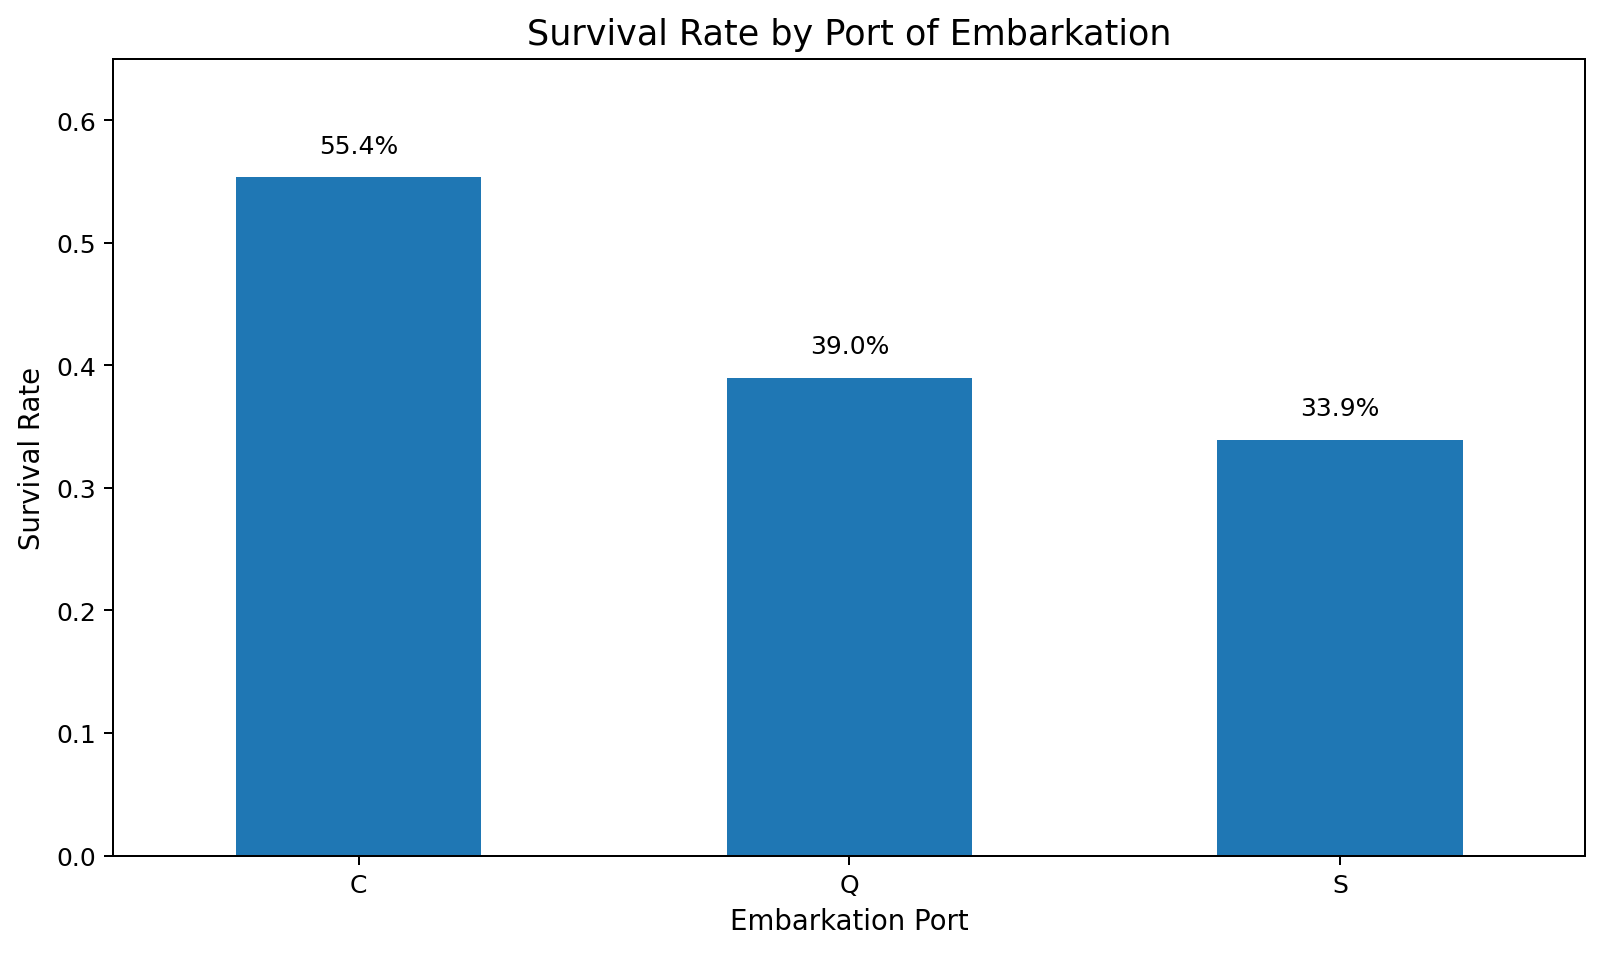 Survival Rate by Port of Embarkation
0.6
0.5
0.4
0.3
0.2
0.1
0.0
Survival Rate
55.4%
39.0%
33.9%
C
Q
S
Embarkation Port